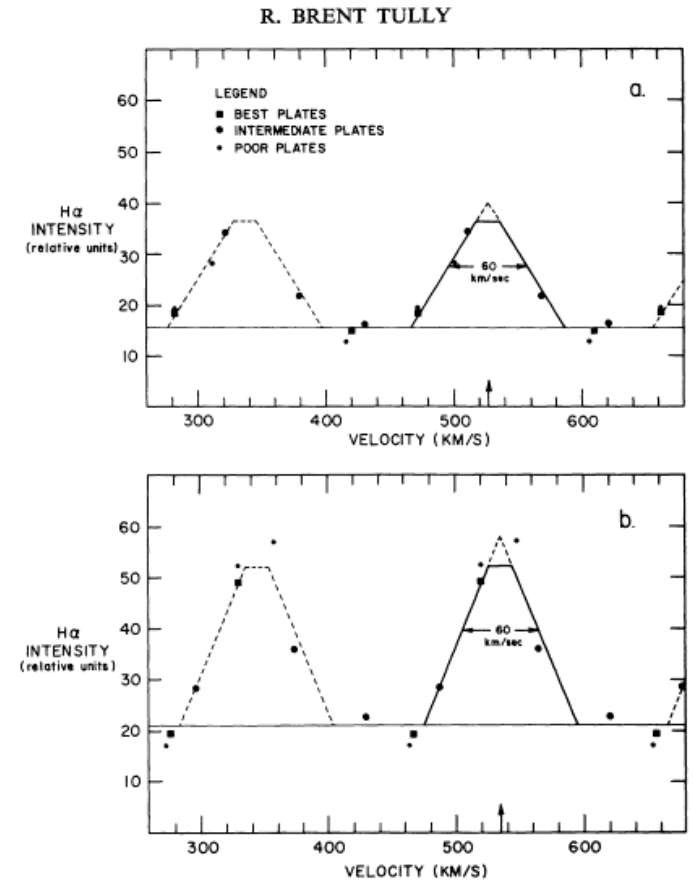 R. BRENT TULLY
a.
LEGEND
■ BEST PLATES
● INTERMEDIATE PLATES
• POOR PLATES
60
50
40
30
20
10
Hα
INTENSITY
(relative units)
60
km/sec
300 400 500 600
VELOCITY (KM/S)
b.
60
50
40
30
20
10
Hα
INTENSITY
(relative units)
60
km/sec
300 400 500 600
VELOCITY (KM/S)